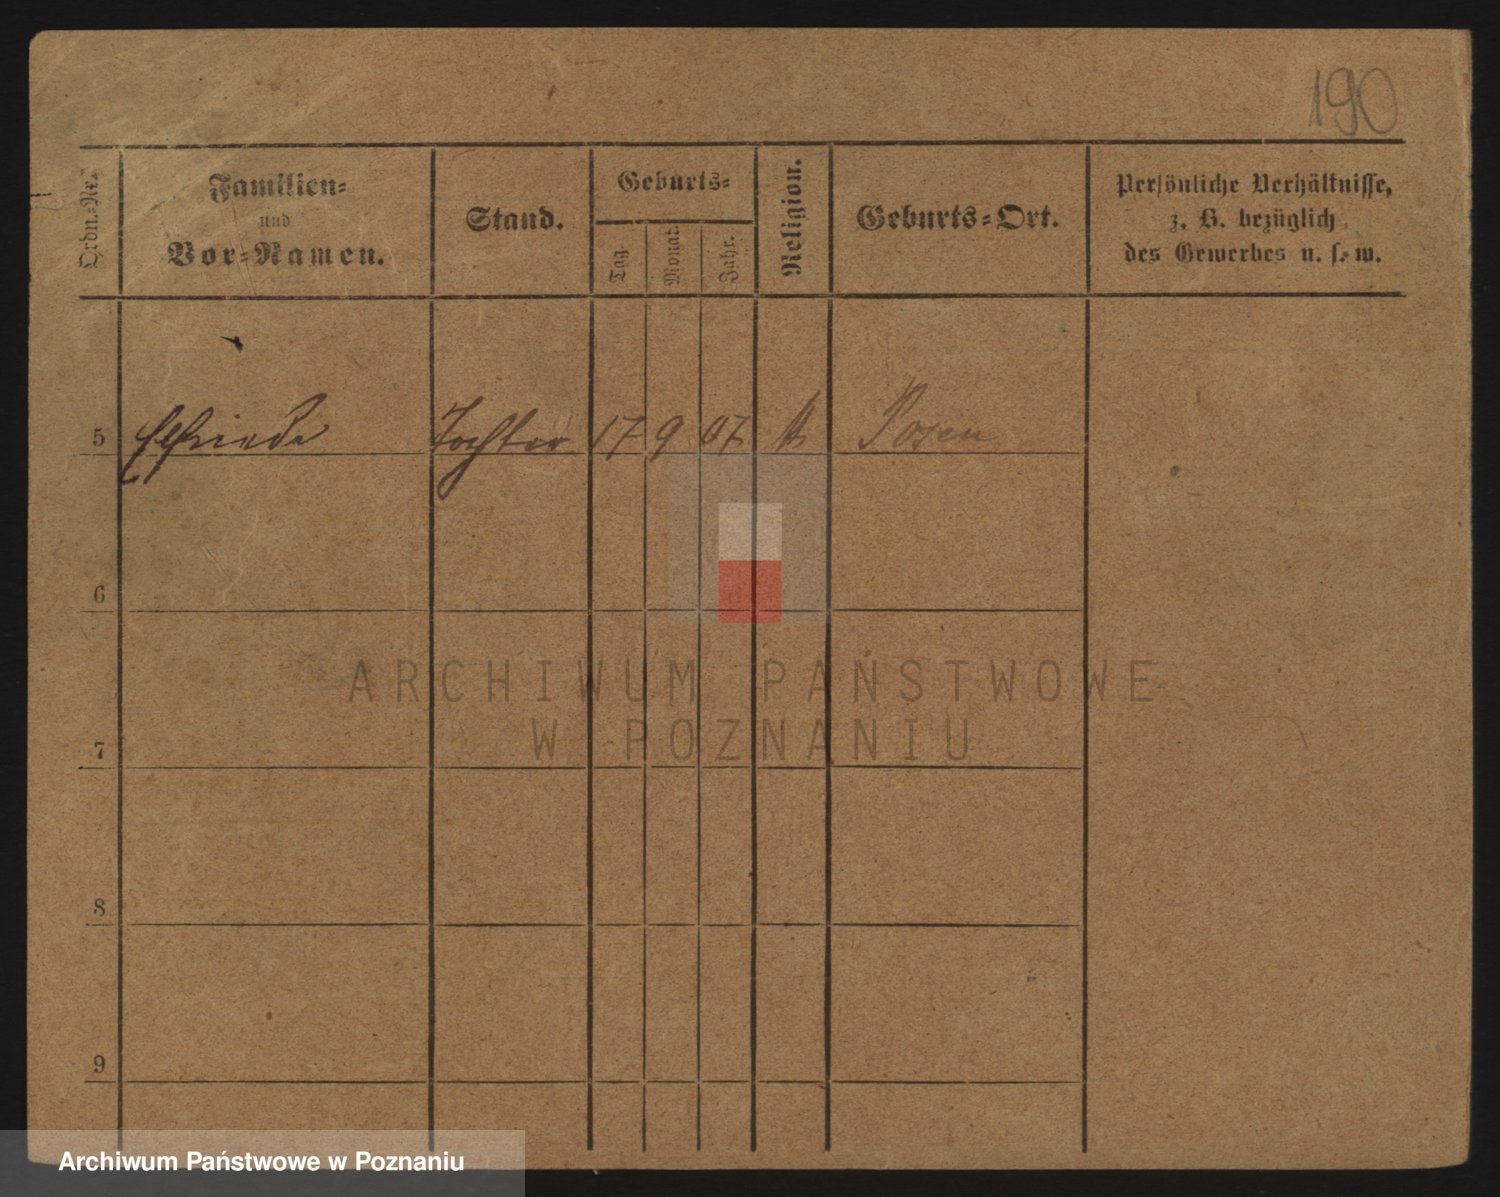 190
Ordn.-Nr.
Familien-
und
Vor-Namen.
Stand.
Geburts-
Tag.
Monat.
Jahr.
Religion.
Geburts-Ort.
Persönliche Verhältnisse,
z. B. bezüglich
des Gewerbes u. s. w.
5 Elfriede Tochter 17 9 07 Posen
6
7
8
9
ARCHIWUM PAŃSTWOWE
W POZNANIU
Archiwum Państwowe w Poznaniu